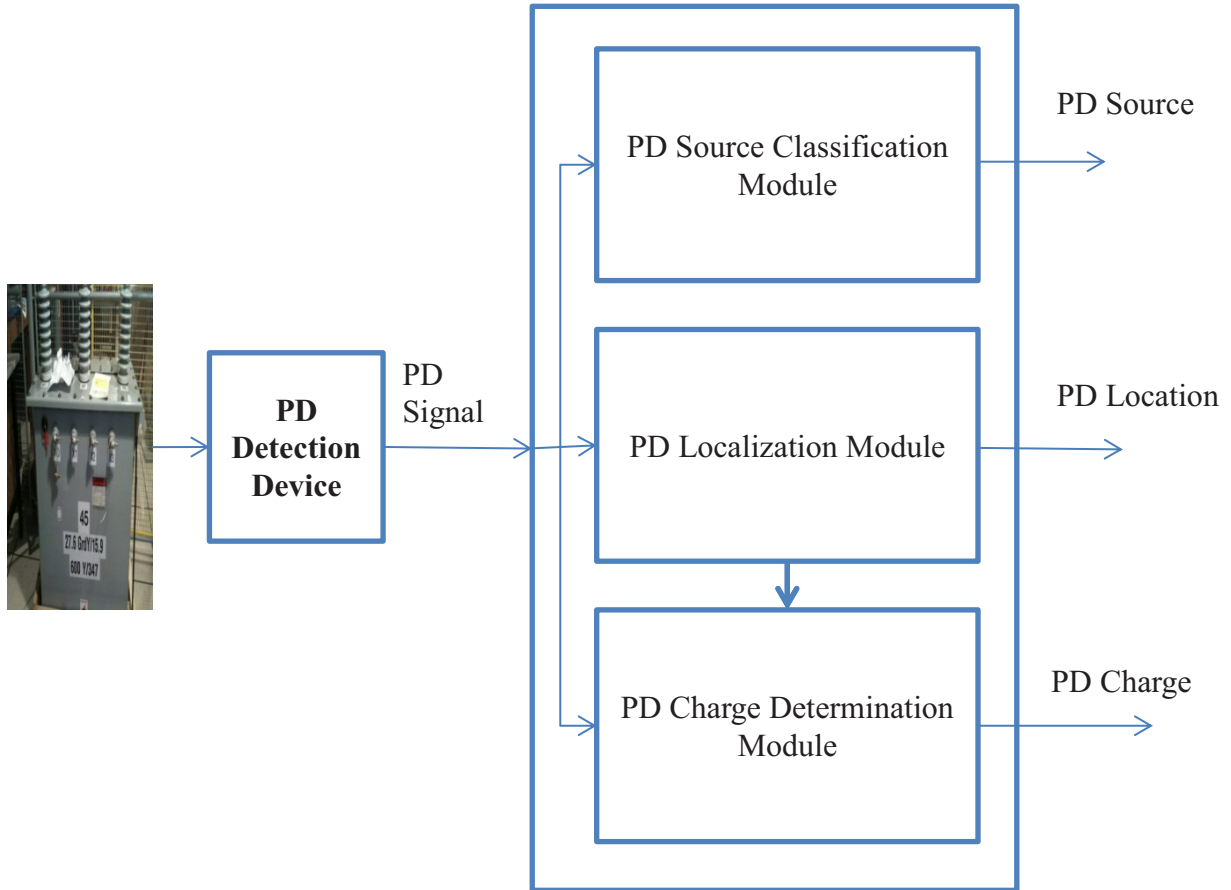 PD
Detection
Device
PD
Signal
PD Source Classification
Module
PD Source
PD Localization Module
PD Location
PD Charge Determination
Module
PD Charge
45
27.6 GrdY/15.9
600 Y/347